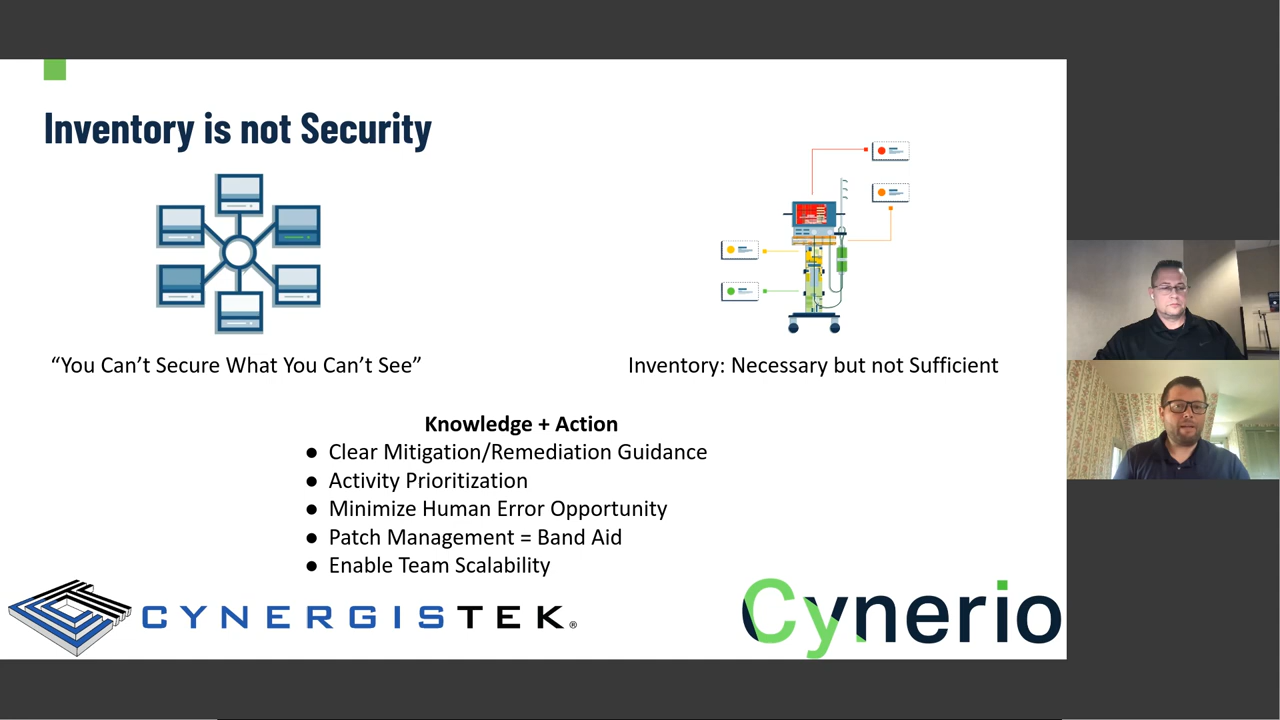 Inventory is not Security
“You Can’t Secure What You Can’t See”
Inventory: Necessary but not Sufficient
Knowledge + Action
● Clear Mitigation/Remediation Guidance
● Activity Prioritization
● Minimize Human Error Opportunity
● Patch Management = Band Aid
● Enable Team Scalability
CYNERGISTEK®
Cynerio